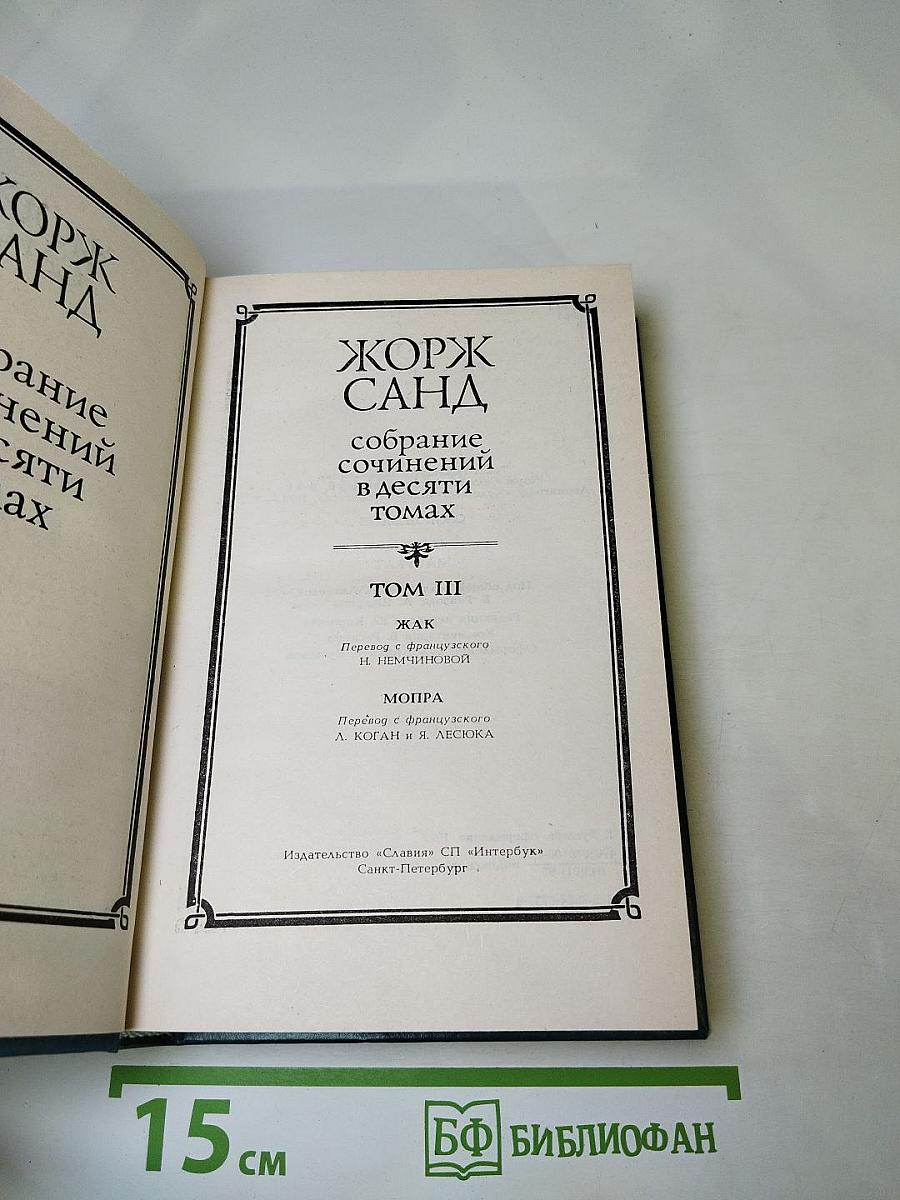 ЖОРЖ
САНД
собрание
сочинений
в десяти
томах
ТОМ III
ЖАК
Перевод с французского
Н. НЕМЧИНОВОЙ
МОПРА
Перевод с французского
Л. КОГАН и Я. ЛЕСЮКА
Издательство «Славия» СП «Интербук»
Санкт-Петербург
15 см
БФ БИБЛИОФАН